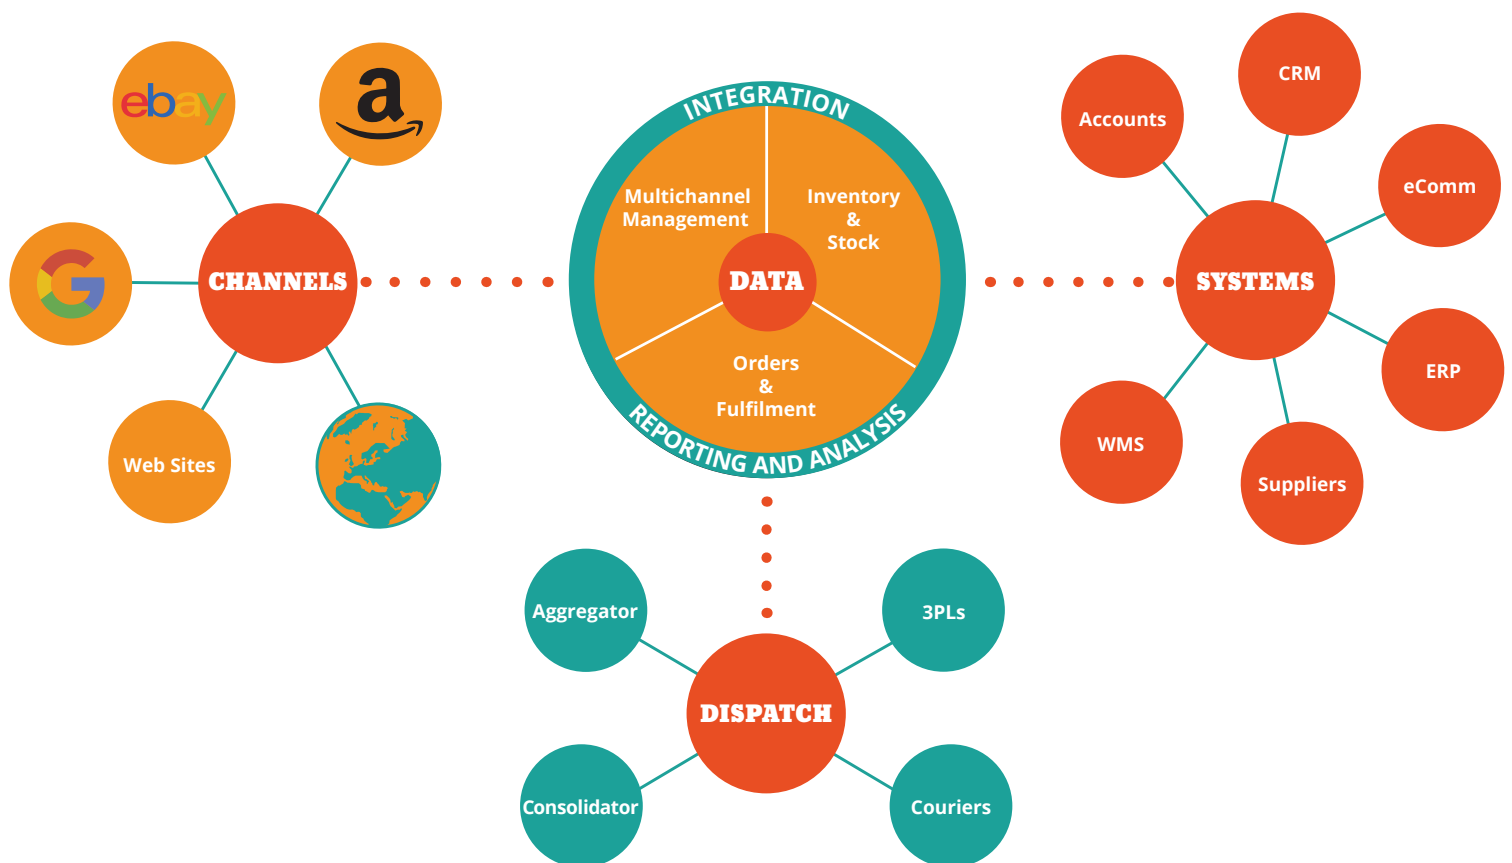 ebay
a
G
CHANNELS
Web Sites
INTEGRATION
Multichannel
Management
Inventory
&
Stock
DATA
Orders
&
Fulfilment
REPORTING AND ANALYSIS
Accounts
CRM
eComm
SYSTEMS
ERP
WMS
Suppliers
Aggregator
3PLs
DISPATCH
Consolidator
Couriers